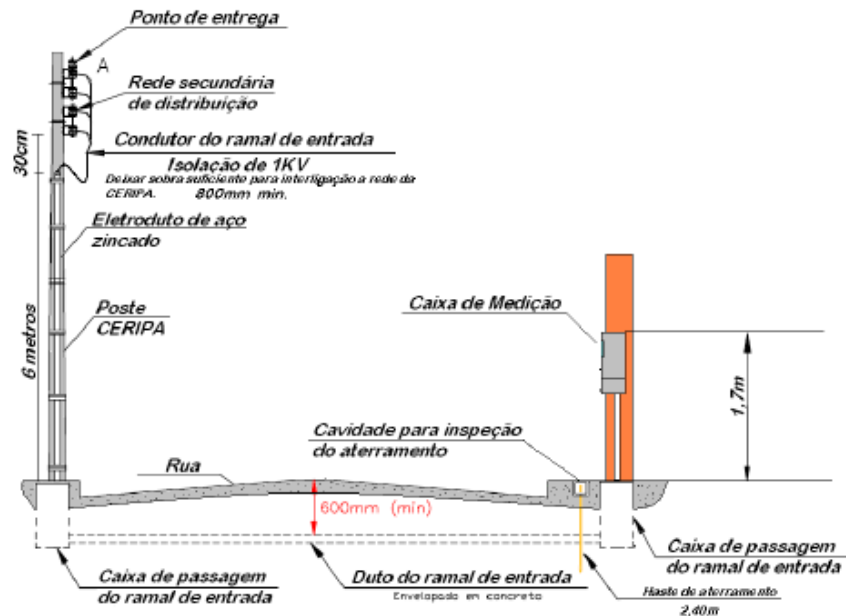 Ponto de entrega
A
Rede secundária
de distribuição
Condutor do ramal de entrada
Isolação de 1KV
Deixar sobra suficiente para interligação a rede da
CERIPA. 800mm min.
30cm
Eletroduto de aço
zincado
Poste
CERIPA
6 metros
Caixa de Medição
1,7m
Cavidade para inspeção
do aterramento
Rua
600mm (min)
Caixa de passagem
do ramal de entrada
Duto do ramal de entrada
Envelopado em concreto
Caixa de passagem
do ramal de entrada
Haste de aterramento
2,40m